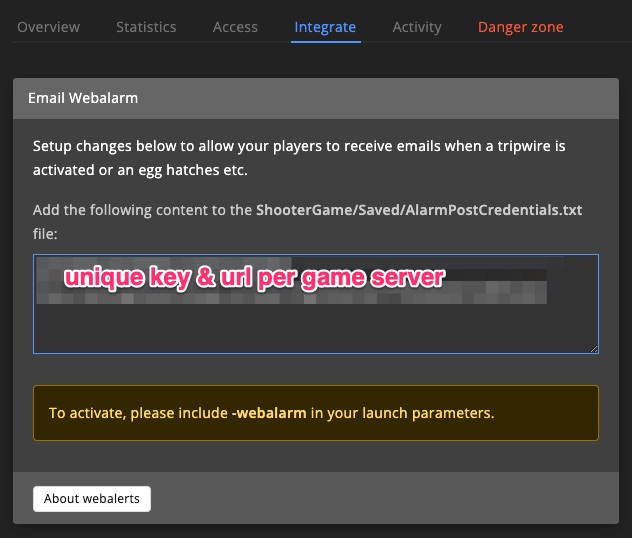 Overview Statistics Access Integrate Activity Danger zone
Email Webalarm
Setup changes below to allow your players to receive emails when a tripwire is
activated or an egg hatches etc.
Add the following content to the ShooterGame/Saved/AlarmPostCredentials.txt
file:
unique key & url per game server
To activate, please include -webalarm in your launch parameters.
About webalerts